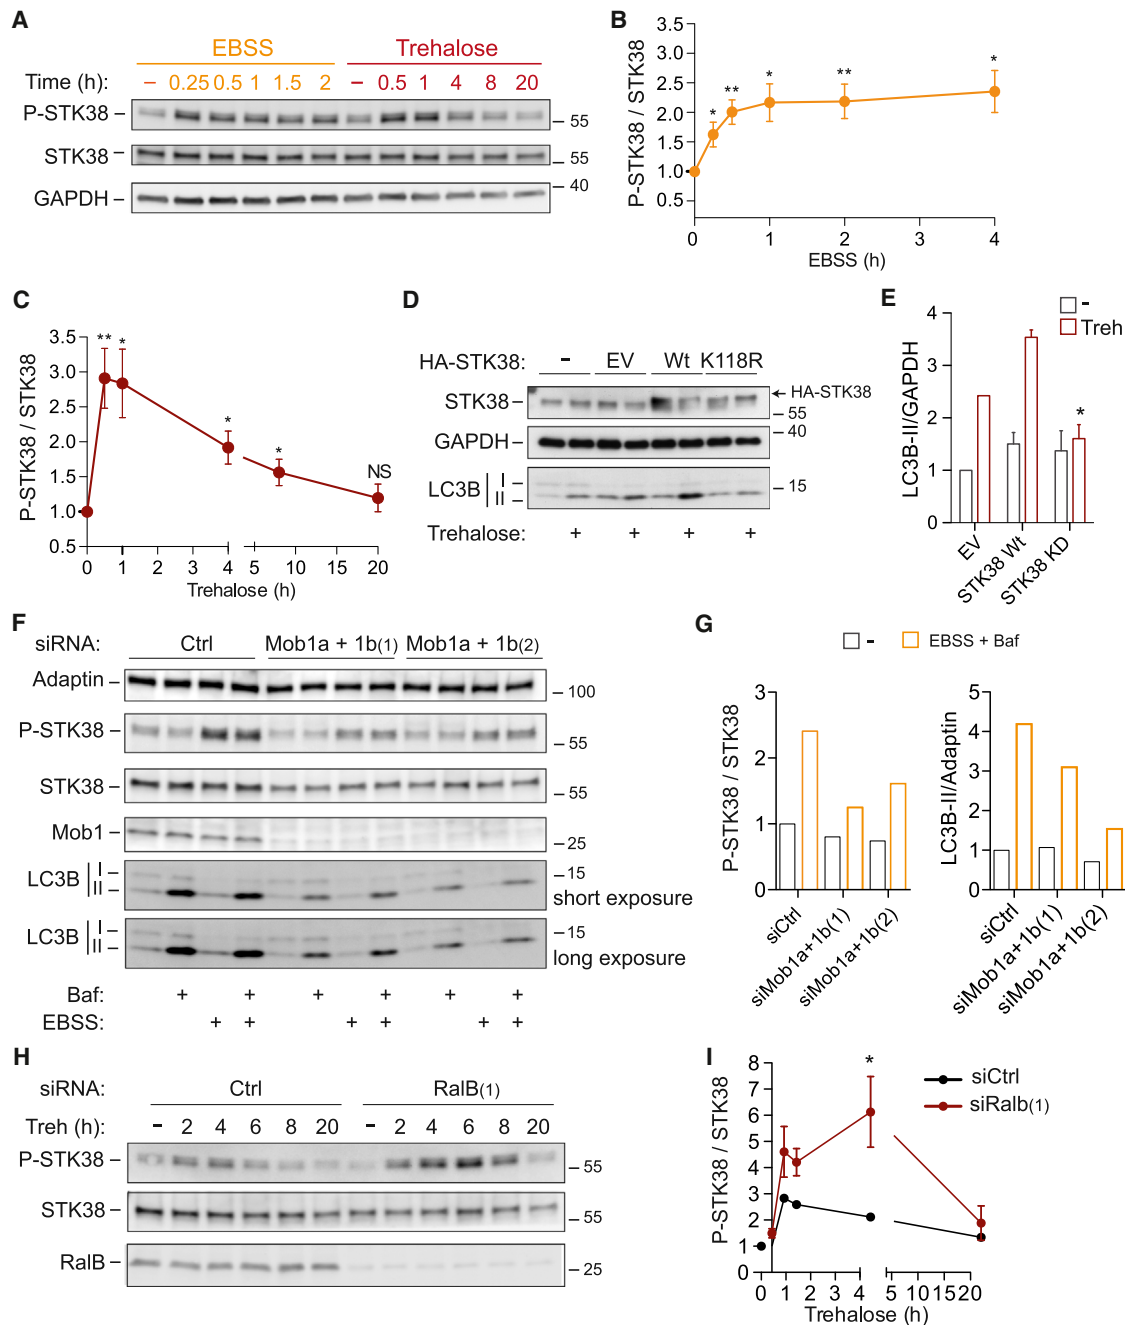 A
EBSS Trehalose
Time (h): – 0.25 0.5 1 1.5 2 – 0.5 1 4 8 20
P-STK38 – – 55
STK38 – – 55
GAPDH – – 40
B
P-STK38 / STK38
3.5
3.0
2.5
2.0
1.5
1.0
0.5
* ** * ** *
0 1 2 4
EBSS (h)
C
P-STK38 / STK38
3.5
3.0
2.5
2.0
1.5
1.0
0.5
** * * * NS
0 1 2 3 4 5 10 15 20
Trehalose (h)
D
HA-STK38: – EV Wt K118R
STK38 – ← HA-STK38
– 55
GAPDH – – 40
LC3B I – – 15
II –
Trehalose: + + + +
E
-
Treh
LC3B-II/GAPDH
4
3
2
1
0
*
EV
STK38 Wt
STK38 KD
F
siRNA: Ctrl Mob1a + 1b(1) Mob1a + 1b(2)
Adaptin – – 100
P-STK38 – – 55
STK38 – – 55
Mob1 – – 25
LC3B I – – 15
II – short exposure
LC3B I – – 15
II – long exposure
Baf: + + + + + +
EBSS: + + + + + +
G
- EBSS + Baf
P-STK38 / STK38
3
2
1
0
siCtrl
siMob1a+1b(1)
siMob1a+1b(2)
LC3B-II/Adaptin
5
4
3
2
1
0
siCtrl
siMob1a+1b(1)
siMob1a+1b(2)
H
siRNA: Ctrl RalB(1)
Treh (h): – 2 4 6 8 20 – 2 4 6 8 20
P-STK38 – – 55
STK38 – – 55
RalB – – 25
I
P-STK38 / STK38
8
7
6
5
4
3
2
1
0
*
siCtrl
siRalb(1)
0 1 2 3 4 5 10 15 20
Trehalose (h)